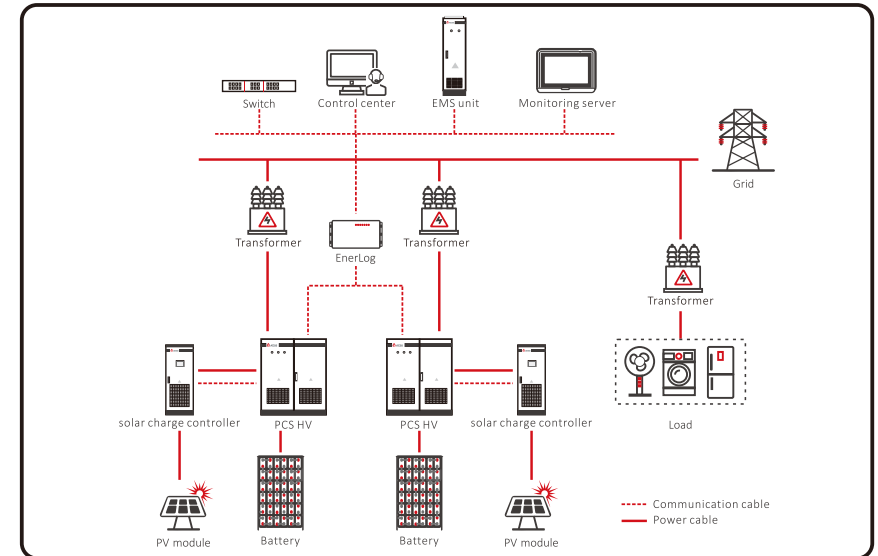 Switch
Control center
EMS unit
Monitoring server
Grid
Transformer
EnerLog
Transformer
Transformer
solar charge controller
PCS HV
PCS HV
solar charge controller
Load
PV module
Battery
Battery
PV module
Communication cable
Power cable